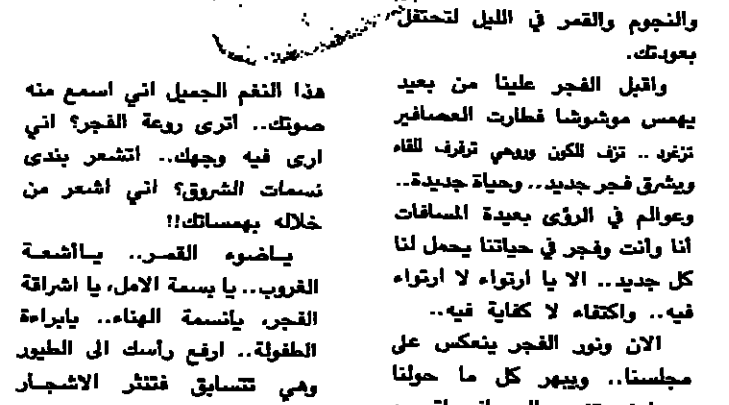 والنجوم والقمر في الليل لتحتفل
بعودتك.
واقبل الفجر علينا من بعيد
يهمس موشوشا فطارت العصافير
تزغرد .. تزف للكون وروحي ترفرف للقاء
ويشرق فجر جديد.. وحياة جديدة..
وعوالم في الرؤى بعيدة المسافات
أنا وأنت وفجر في حياتنا يحمل لنا
كل جديد.. الا يا ارتواء لا ارتواء
فيه.. واكتفاء لا كفاية فيه..
الان ونور الفجر ينعكس على
مجلسنا.. ويبهر كل ما حولنا
هذا النغم الجميل اني اسمع منه
صوتك.. اترى روعة الفجر؟ اني
ارى فيه وجهك.. اتشعر بندى
نسمات الشروق؟ اني اشعر من
خلاله بهمساتك!!
ياضوء القمر.. ياأشعة
الغروب.. يا بسمة الامل، يا اشراقة
الفجر، يانسمة الهناء.. يابراءة
الطفولة.. ارفع رأسك الى الطيور
وهي تتسابق فتنثر الاشجار